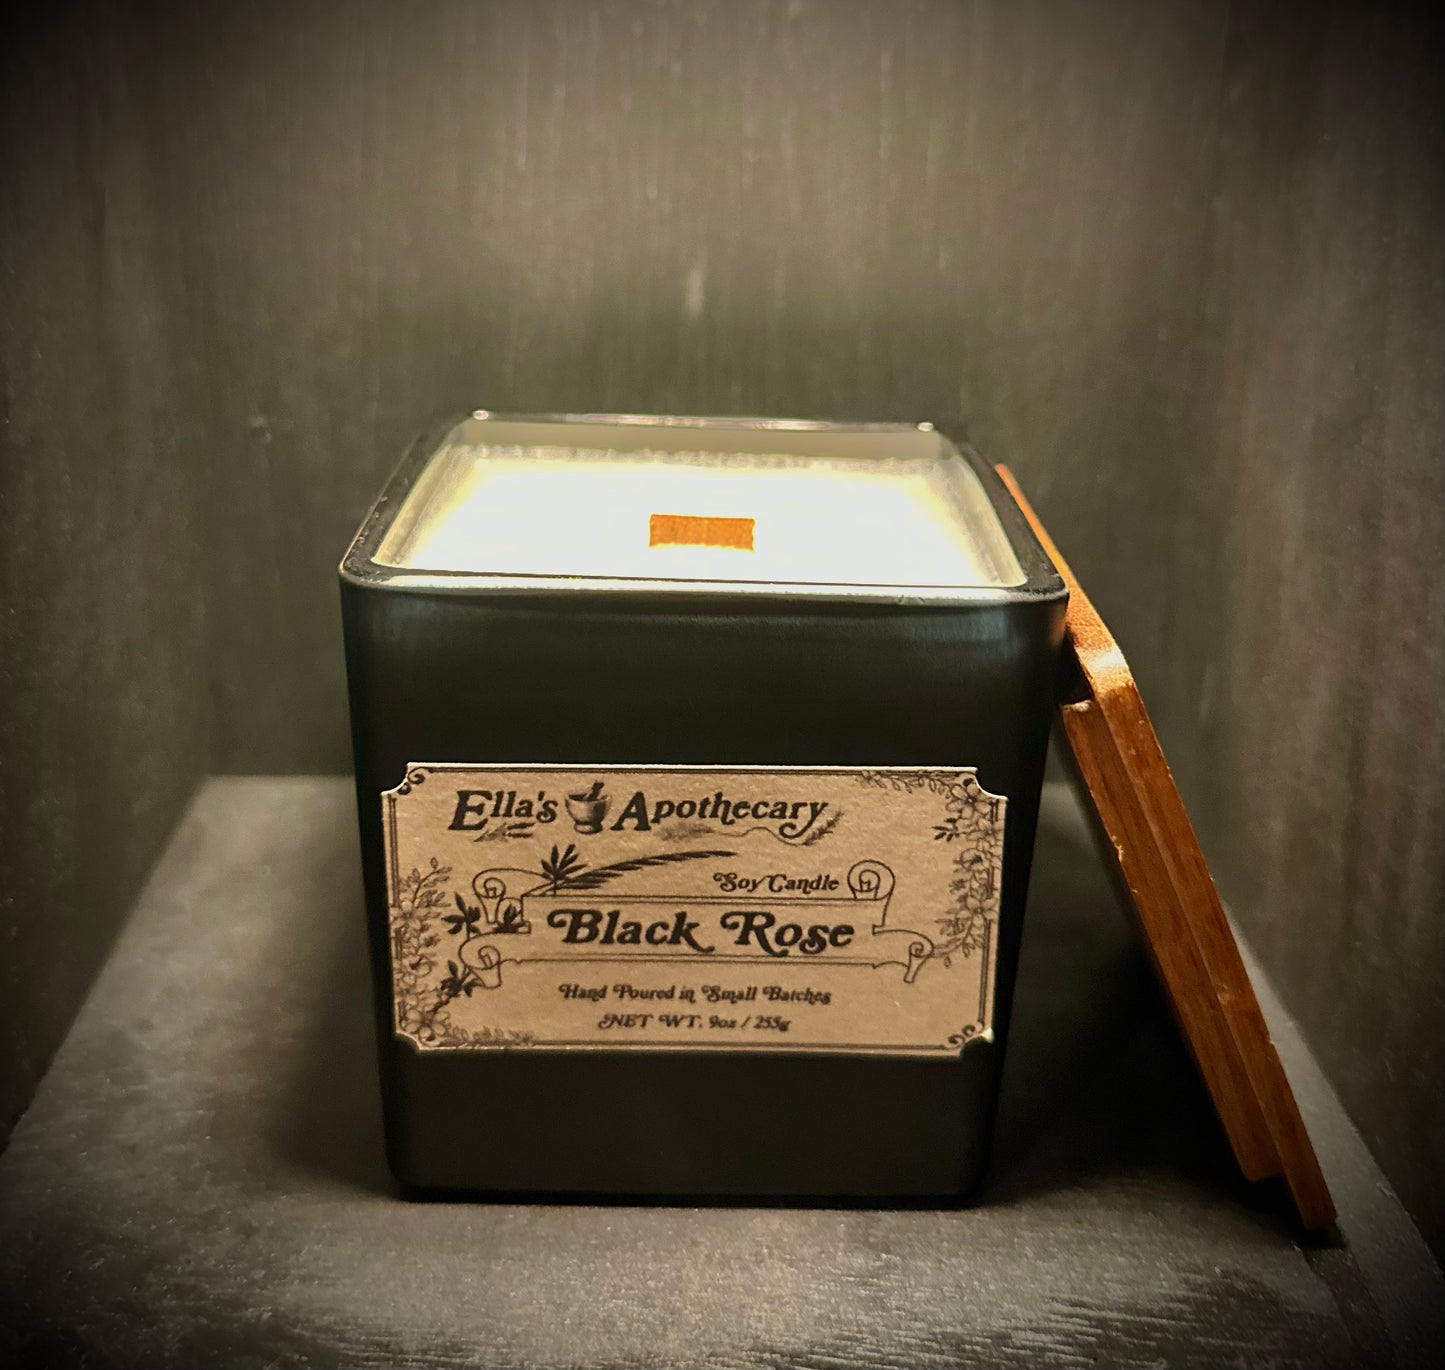 Ella's Apothecary
Soy Candle
Black Rose
Hand Poured in Small Batches
NET WT. 9oz / 255g